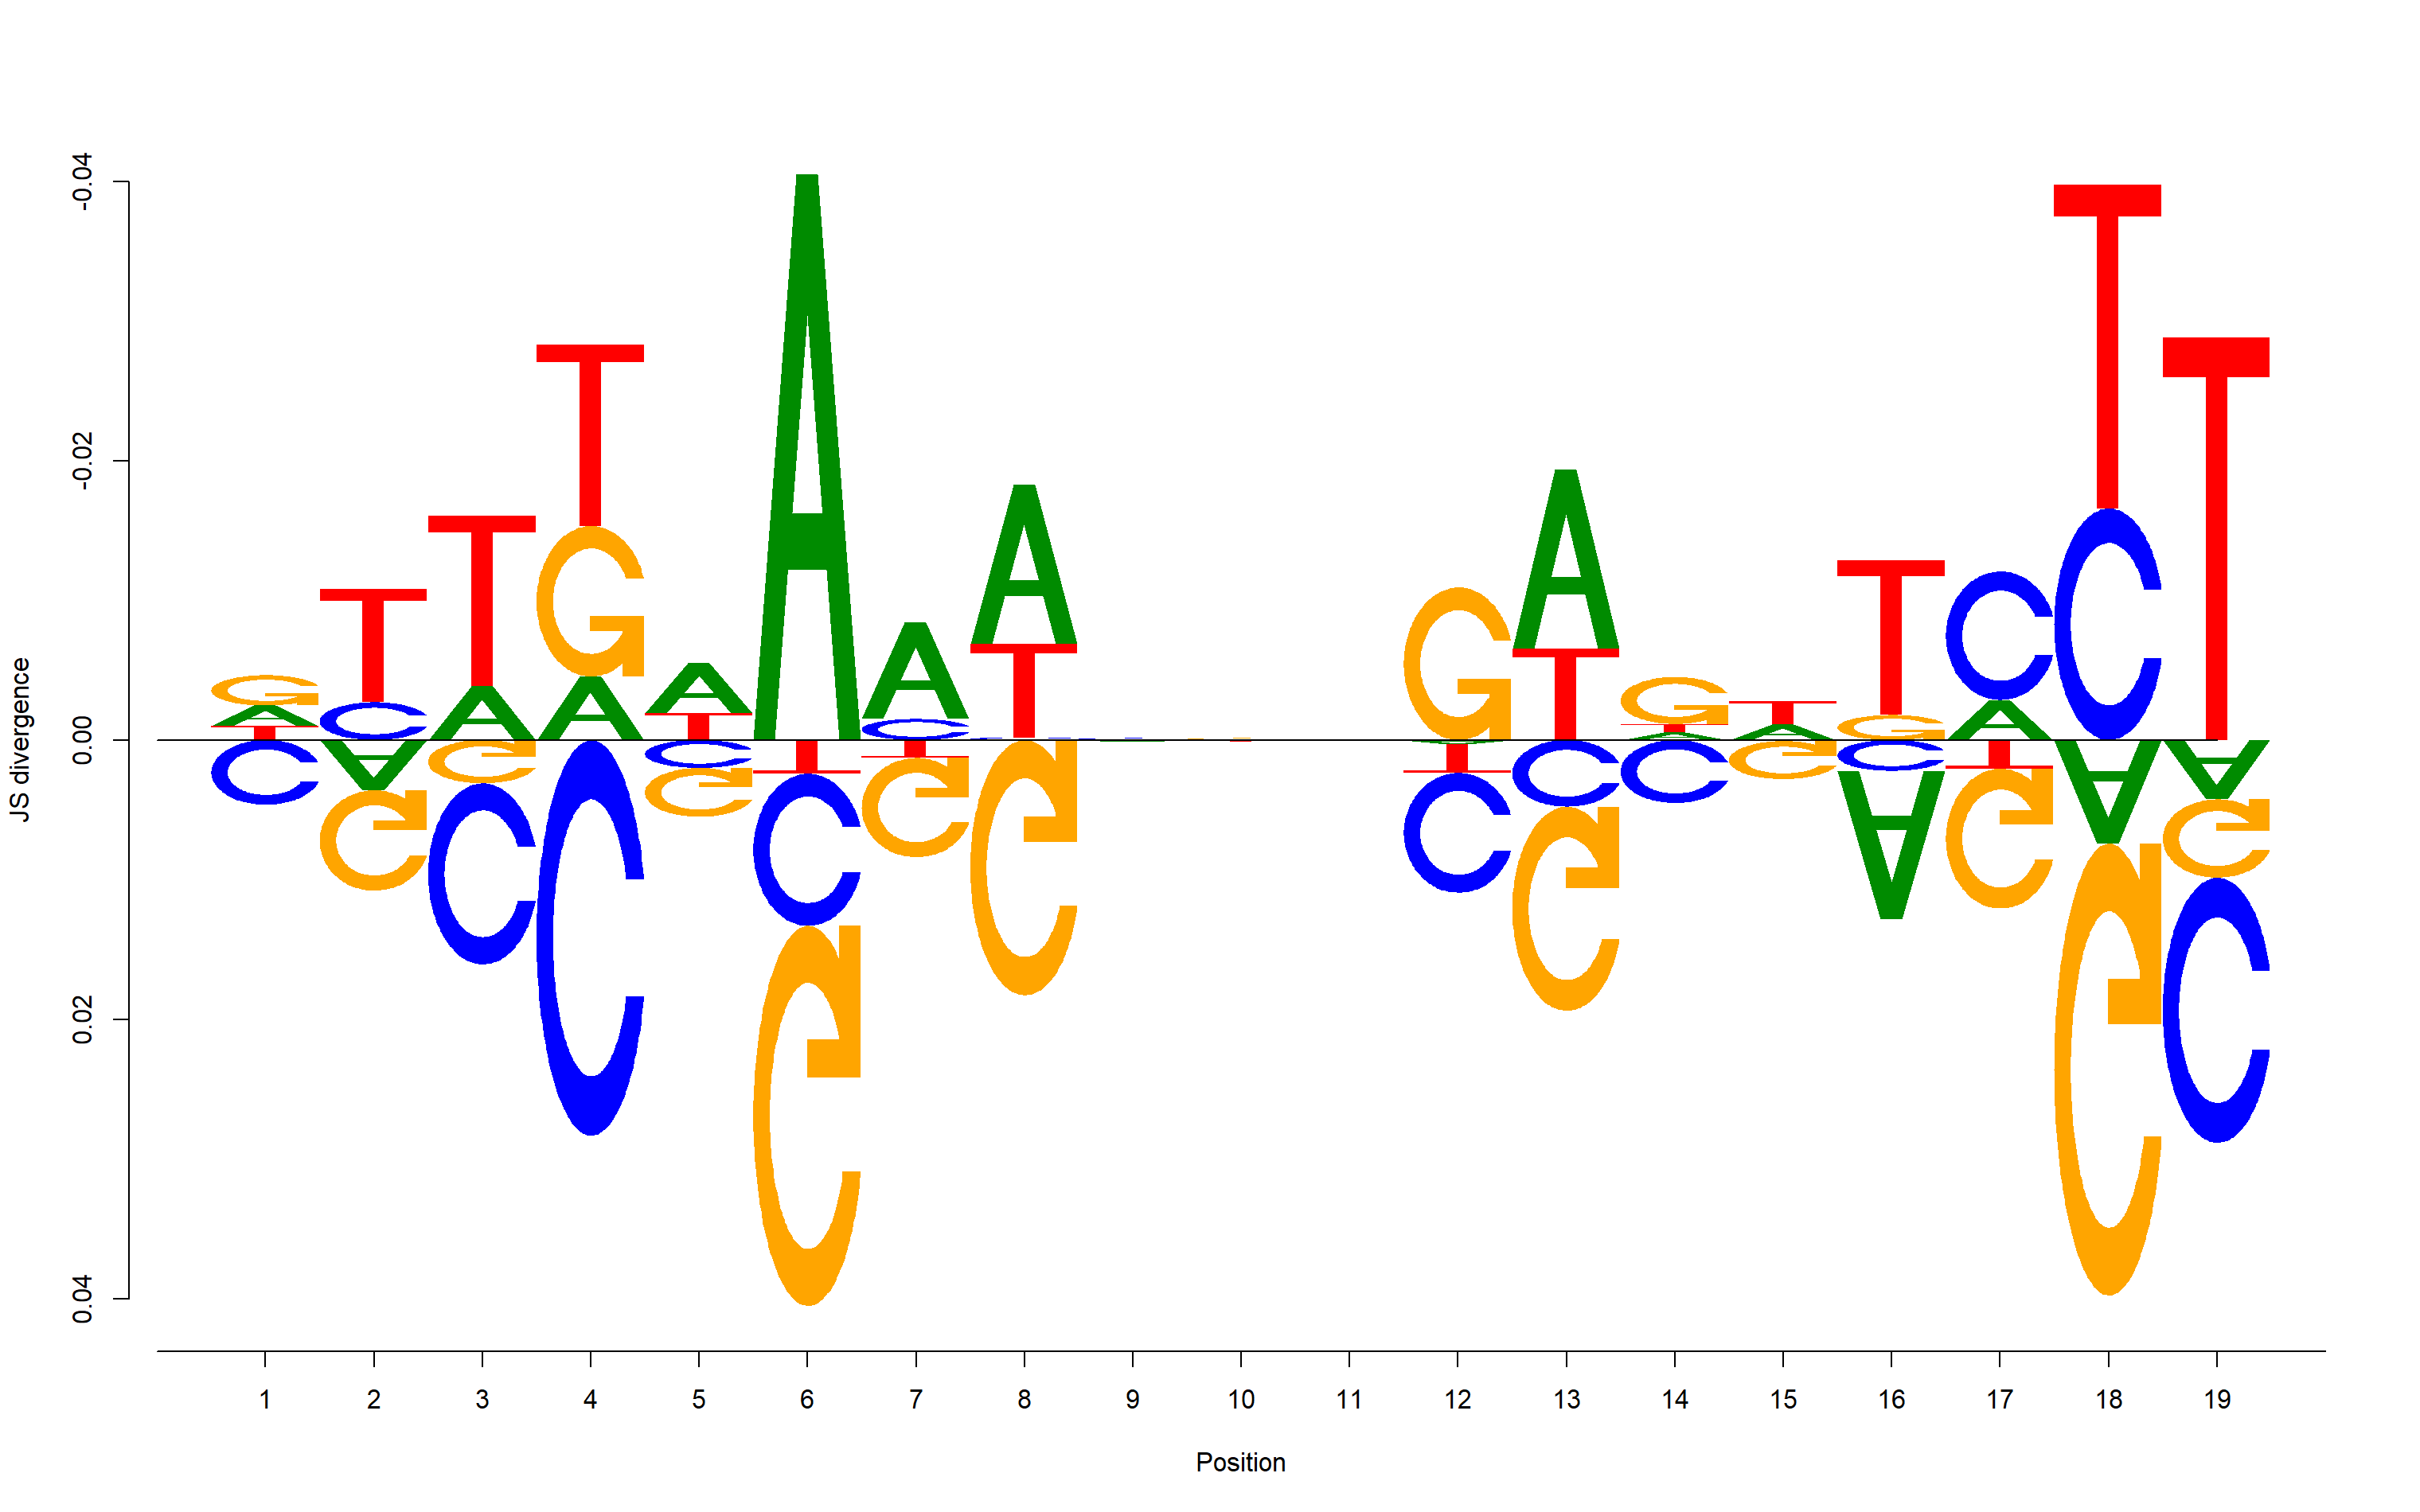 JS divergence
-0.04
-0.02
0.00
0.02
0.04
G A T C
T C A G
T A G C
T G A C
A T C G
A T C G
A C T G
A T G
G T C
A T C G
G T A C
T A G
T G C A
C A T G
T C A G
T A G C
1 2 3 4 5 6 7 8 9 10 11 12 13 14 15 16 17 18 19
Position